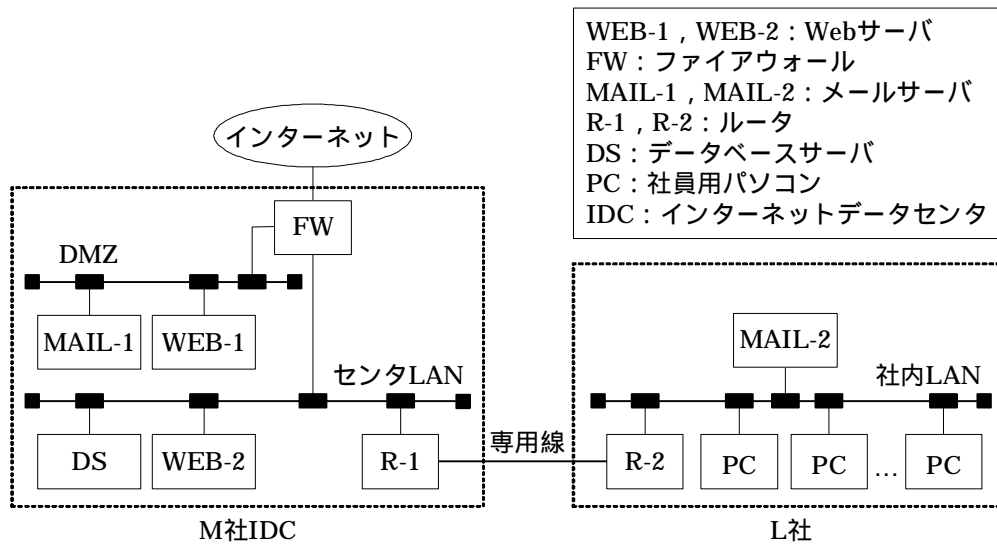 WEB-1 , WEB-2：Webサーバ
FW：ファイアウォール
MAIL-1 , MAIL-2：メールサーバ
R-1 , R-2：ルータ
DS：データベースサーバ
PC：社員用パソコン
IDC：インターネットデータセンタ
インターネット
FW
DMZ
MAIL-1
WEB-1
MAIL-2
センタLAN
社内LAN
DS
WEB-2
R-1
専用線
R-2
PC
PC
…
PC
M社IDC
L社